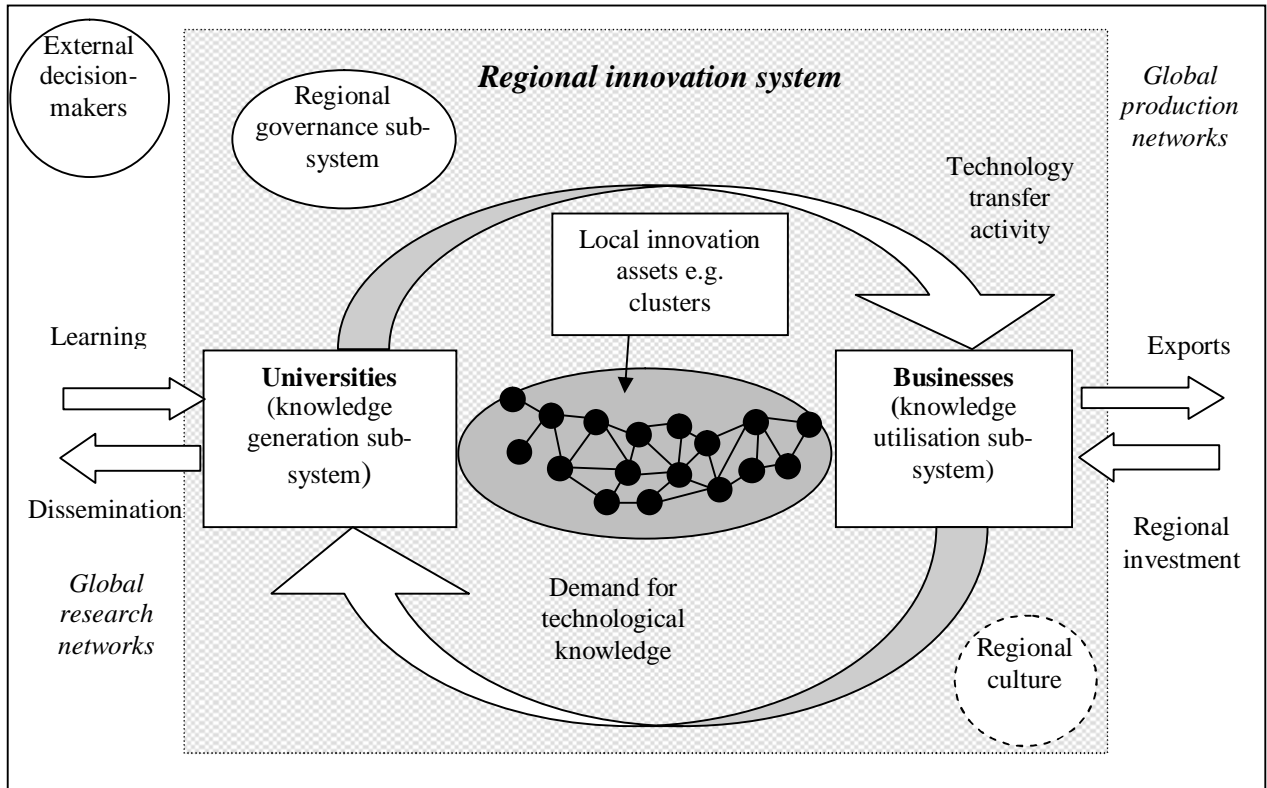 External
decision-
makers
Regional innovation system
Global
production
networks
Regional
governance sub-
system
Technology
transfer
activity
Local innovation
assets e.g.
clusters
Learning
Universities
(knowledge
generation sub-
system)
Businesses
(knowledge
utilisation sub-
system)
Exports
Dissemination
Regional
investment
Global
research
networks
Demand for
technological
knowledge
Regional
culture